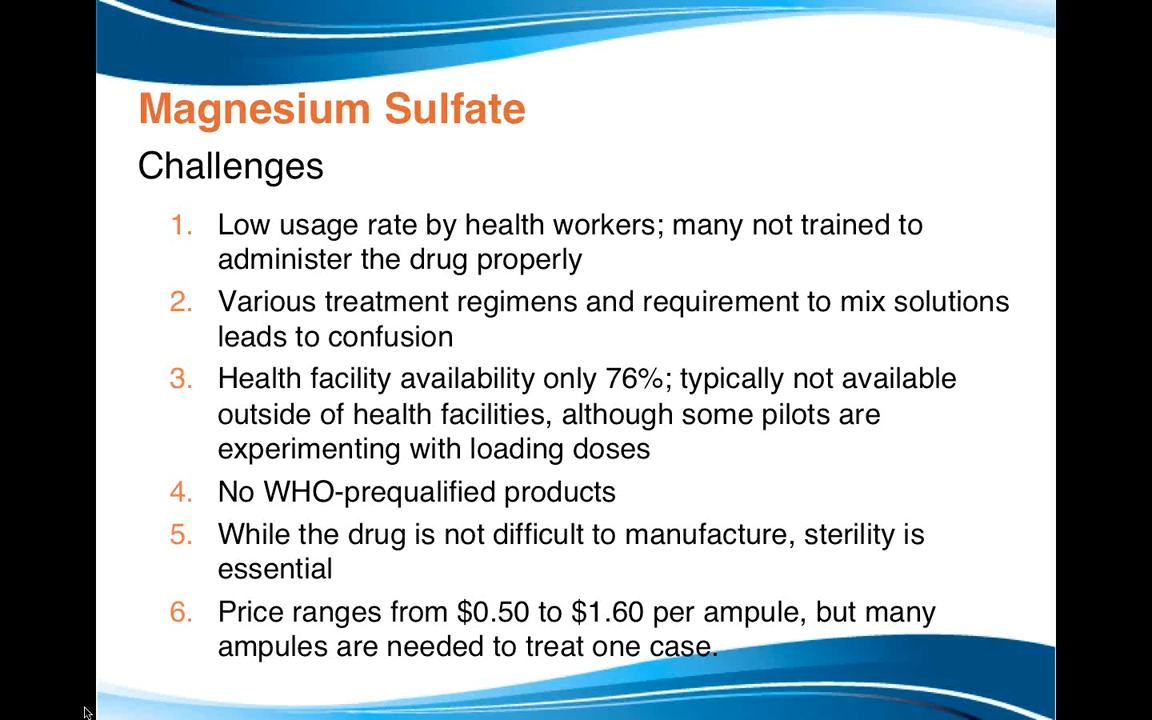 Magnesium Sulfate
Challenges
1. Low usage rate by health workers; many not trained to
administer the drug properly
2. Various treatment regimens and requirement to mix solutions
leads to confusion
3. Health facility availability only 76%; typically not available
outside of health facilities, although some pilots are
experimenting with loading doses
4. No WHO-prequalified products
5. While the drug is not difficult to manufacture, sterility is
essential
6. Price ranges from $0.50 to $1.60 per ampule, but many
ampules are needed to treat one case.